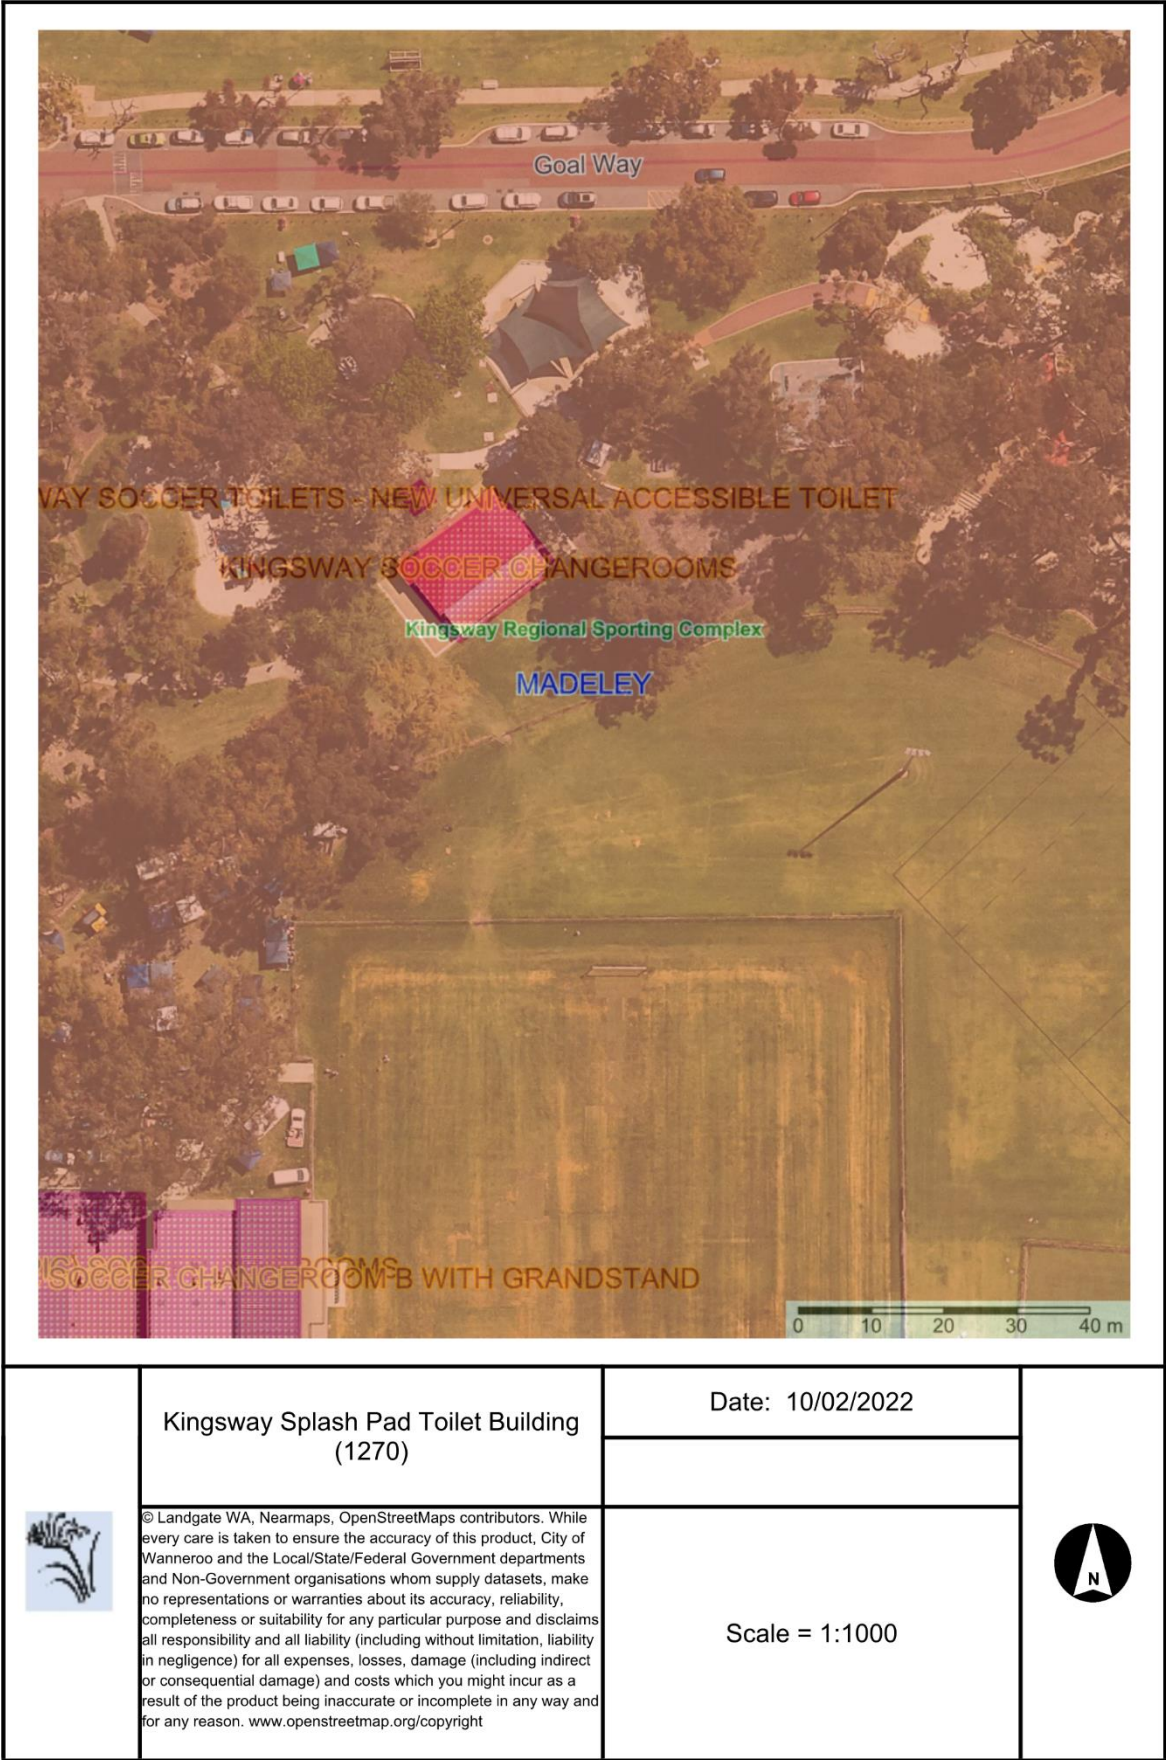 Goal Way
WAY SOCCER TOILETS - NEW UNIVERSAL ACCESSIBLE TOILET
KINGSWAY SOCCER CHANGEROOMS
Kingsway Regional Sporting Complex
MADELEY
SOCCER CHANGEROOM B WITH GRANDSTAND
0 10 20 30 40 m
Kingsway Splash Pad Toilet Building
(1270)
Date: 10/02/2022
© Landgate WA, Nearmaps, OpenStreetMaps contributors. While
every care is taken to ensure the accuracy of this product, City of
Wanneroo and the Local/State/Federal Government departments
and Non-Government organisations whom supply datasets, make
no representations or warranties about its accuracy, reliability,
completeness or suitability for any particular purpose and disclaims
all responsibility and all liability (including without limitation, liability
in negligence) for all expenses, losses, damage (including indirect
or consequential damage) and costs which you might incur as a
result of the product being inaccurate or incomplete in any way and
for any reason. www.openstreetmap.org/copyright
Scale = 1:1000
N